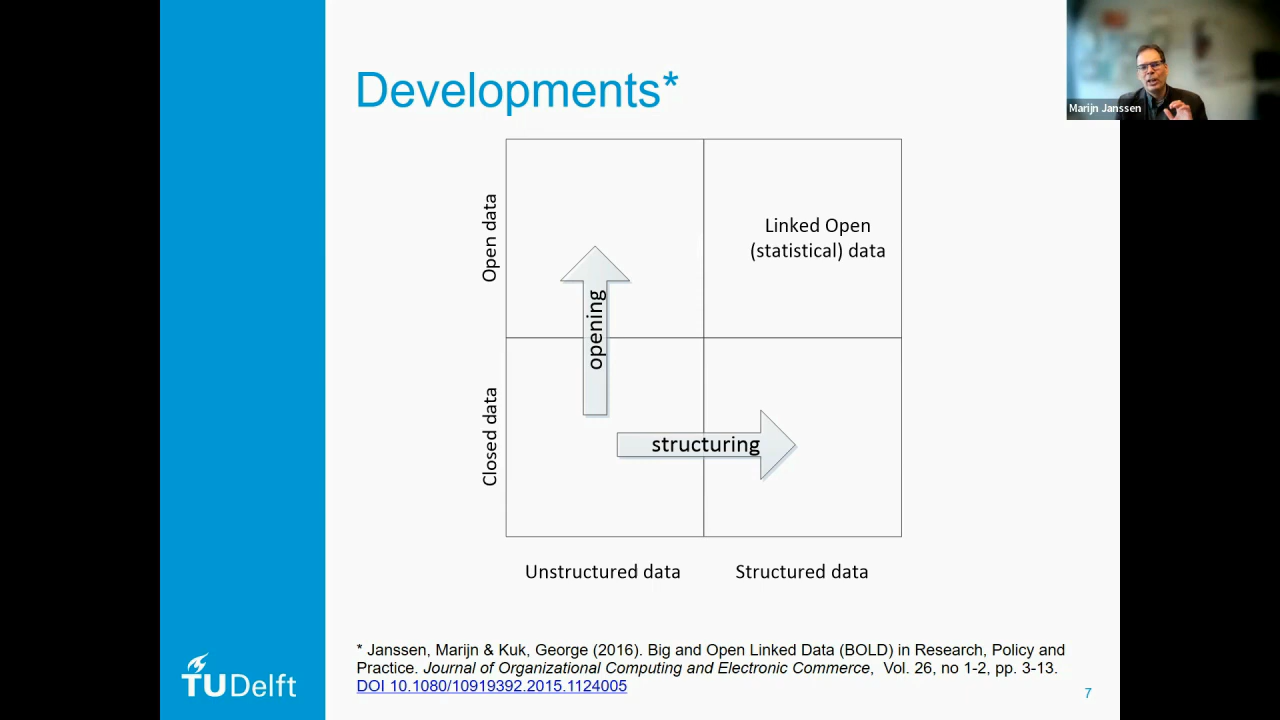 Developments*
Marijn Janssen
Open data
Linked Open
(statistical) data
opening
Closed data
structuring
Unstructured data
Structured data
* Janssen, Marijn & Kuk, George (2016). Big and Open Linked Data (BOLD) in Research, Policy and
Practice. Journal of Organizational Computing and Electronic Commerce, Vol. 26, no 1-2, pp. 3-13.
DOI 10.1080/10919392.2015.1124005
TU Delft
7